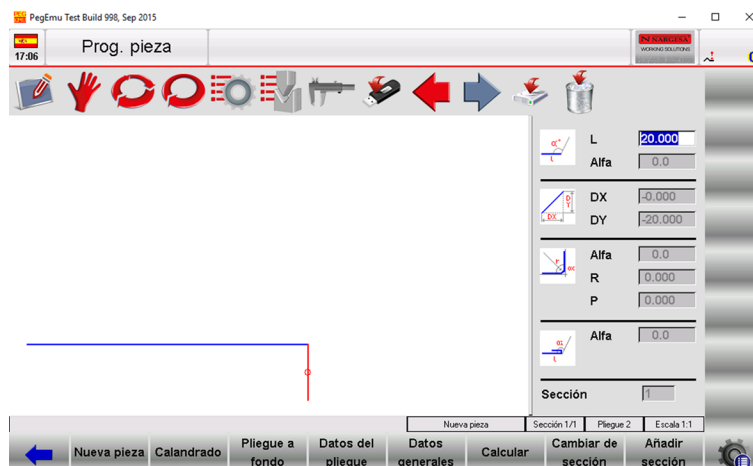 PegEmu Test Build 998, Sep 2015
17:06
Prog. pieza
NARGESA
WORKING SOLUTIONS
L 20.000
Alfa 0.0
DX -0.000
DY -20.000
Alfa 0.0
R 0.000
P 0.000
Alfa 0.0
Sección 1
Nueva pieza Sección 1/1 Pliegue 2 Escala 1:1
Nueva pieza
Calandrado
Pliegue a
fondo
Datos del
pliegue
Datos
generales
Calcular
Cambiar de
sección
Añadir
sección